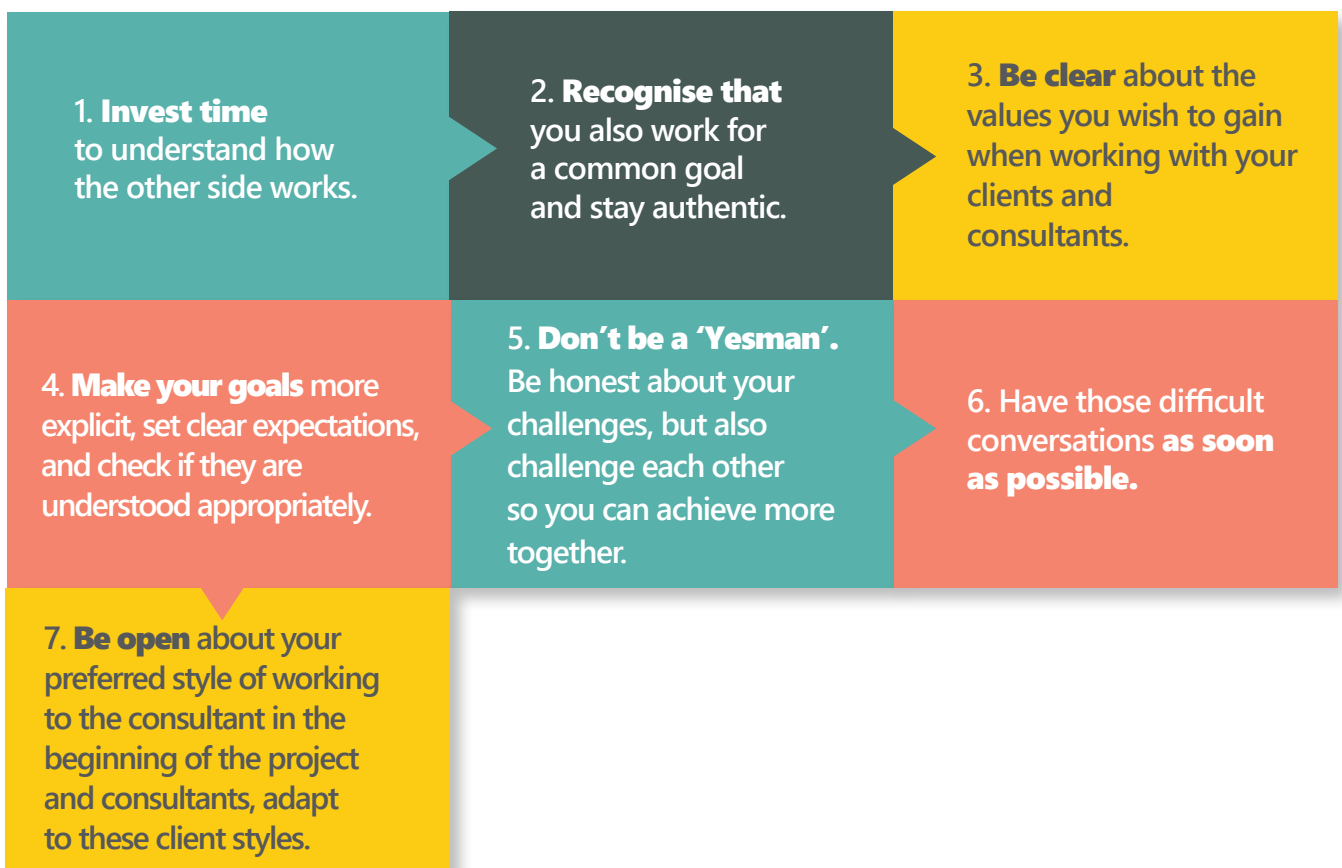 1. Invest time
to understand how
the other side works.
2. Recognise that
you also work for
a common goal
and stay authentic.
3. Be clear about the
values you wish to gain
when working with your
clients and
consultants.
4. Make your goals more
explicit, set clear expectations,
and check if they are
understood appropriately.
5. Don't be a ‘Yesman’.
Be honest about your
challenges, but also
challenge each other
so you can achieve more
together.
6. Have those difficult
conversations as soon
as possible.
7. Be open about your
preferred style of working
to the consultant in the
beginning of the project
and consultants, adapt
to these client styles.